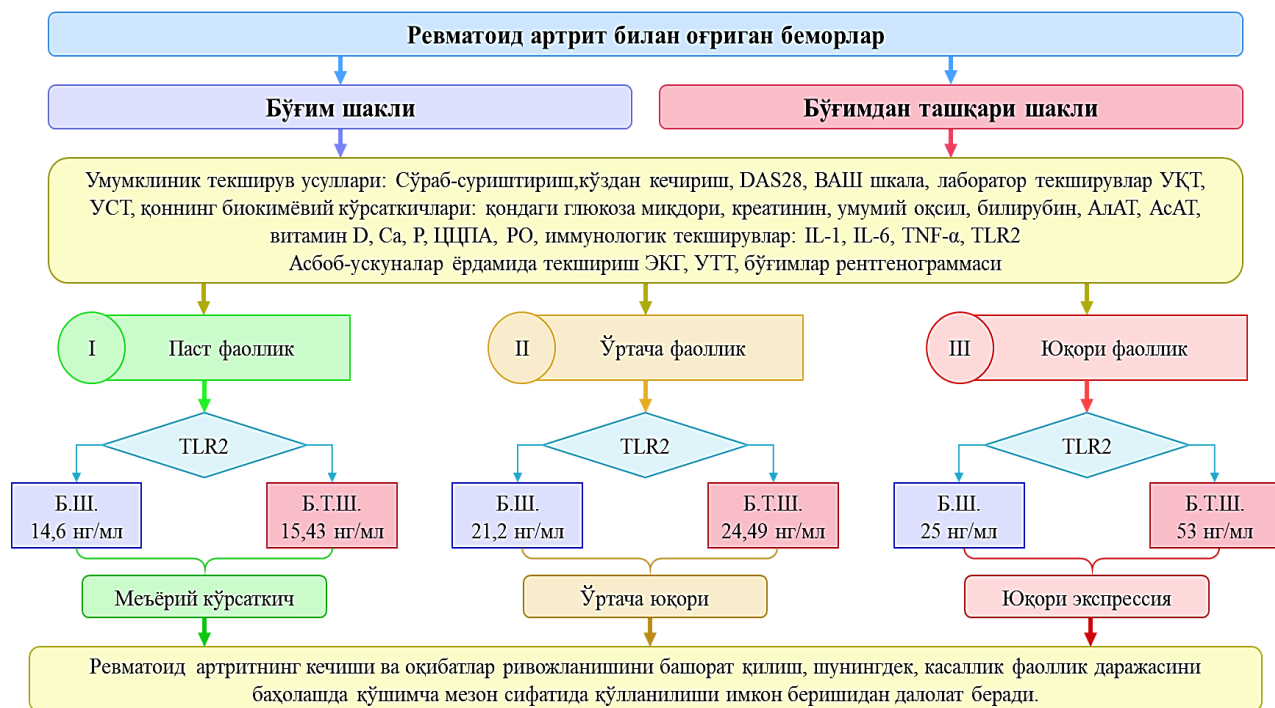 Ревматоид артрит билан оғриган беморлар
Бўғим шакли
Бўғимдан ташқари шакли
Умумклиник текширув усуллари: Сўраб-суриштириш,кўздан кечириш, DAS28, ВАШ шкала, лаборатор текширувлар УҚТ,
УСТ, қоннинг биокимёвий кўрсаткичлари: қондаги глюкоза миқдори, креатинин, умумий оқсил, билирубин, АлАТ, АсАТ,
витамин D, Ca, P, ЦЦПА, РО, иммунологик текширувлар: IL-1, IL-6, TNF-α, TLR2
Асбоб-ускуналар ёрдамида текшириш ЭКГ, УТТ, бўғимлар рентгенограммаси
I
Паст фаоллик
II
Ўртача фаоллик
III
Юқори фаоллик
TLR2
TLR2
TLR2
Б.Ш.
14,6 нг/мл
Б.Т.Ш.
15,43 нг/мл
Б.Ш.
21,2 нг/мл
Б.Т.Ш.
24,49 нг/мл
Б.Ш.
25 нг/мл
Б.Т.Ш.
53 нг/мл
Меъёрий кўрсаткич
Ўртача юқори
Юқори экспрессия
Ревматоид артритнинг кечиши ва оқибатлар ривожланишини башорат қилиш, шунингдек, касаллик фаоллик даражасини
баҳолашда қўшимча мезон сифатида қўлланилиши имкон беришидан далолат беради.